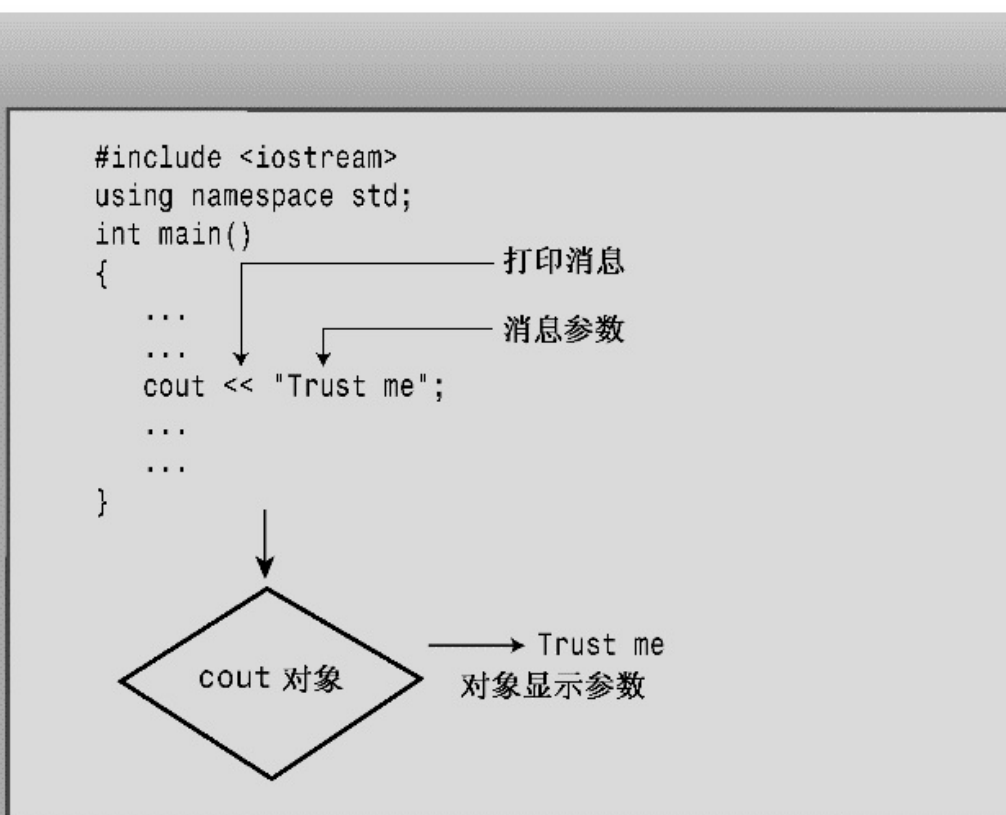 #include <iostream>
using namespace std;
int main()
{
打印消息
...
消息参数
...
cout << "Trust me";
...
...
}
cout 对象
Trust me
对象显示参数